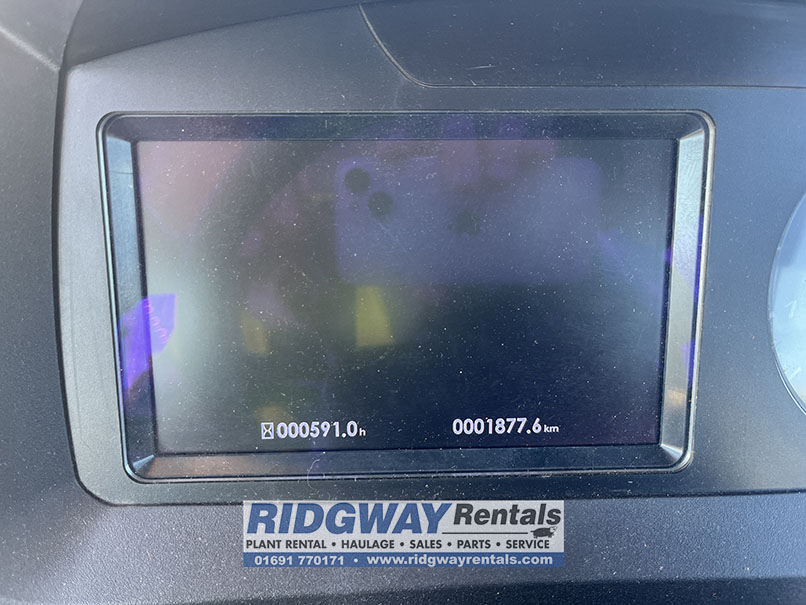 000591.0h 0001877.6km
RIDGWAY Rentals
PLANT RENTAL • HAULAGE • SALES • PARTS • SERVICE
01691 770171 • www.ridgwayrentals.com